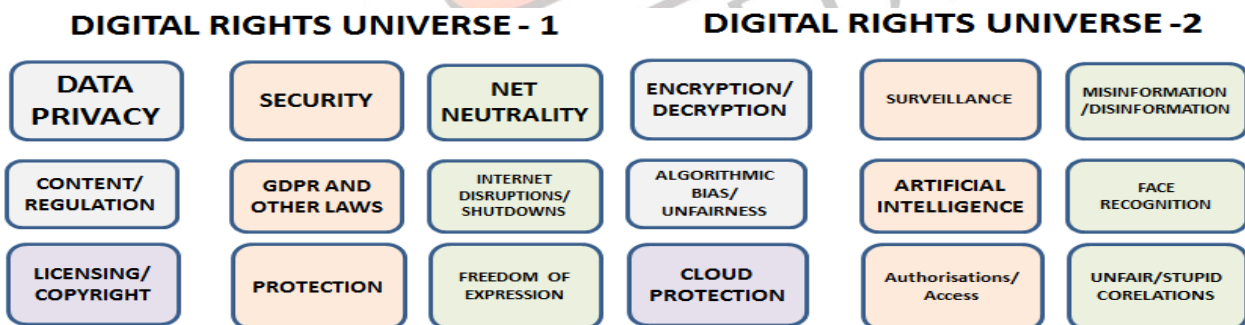 DIGITAL RIGHTS UNIVERSE - 1
DATA
PRIVACY
SECURITY
NET
NEUTRALITY
CONTENT/
REGULATION
GDPR AND
OTHER LAWS
INTERNET
DISRUPTIONS/
SHUTDOWNS
LICENSING/
COPYRIGHT
PROTECTION
FREEDOM OF
EXPRESSION
DIGITAL RIGHTS UNIVERSE -2
ENCRYPTION/
DECRYPTION
SURVEILLANCE
MISINFORMATION
/DISINFORMATION
ALGORITHMIC
BIAS/
UNFAIRNESS
ARTIFICIAL
INTELLIGENCE
FACE
RECOGNITION
CLOUD
PROTECTION
Authorisations/
Access
UNFAIR/STUPID
CORELATIONS